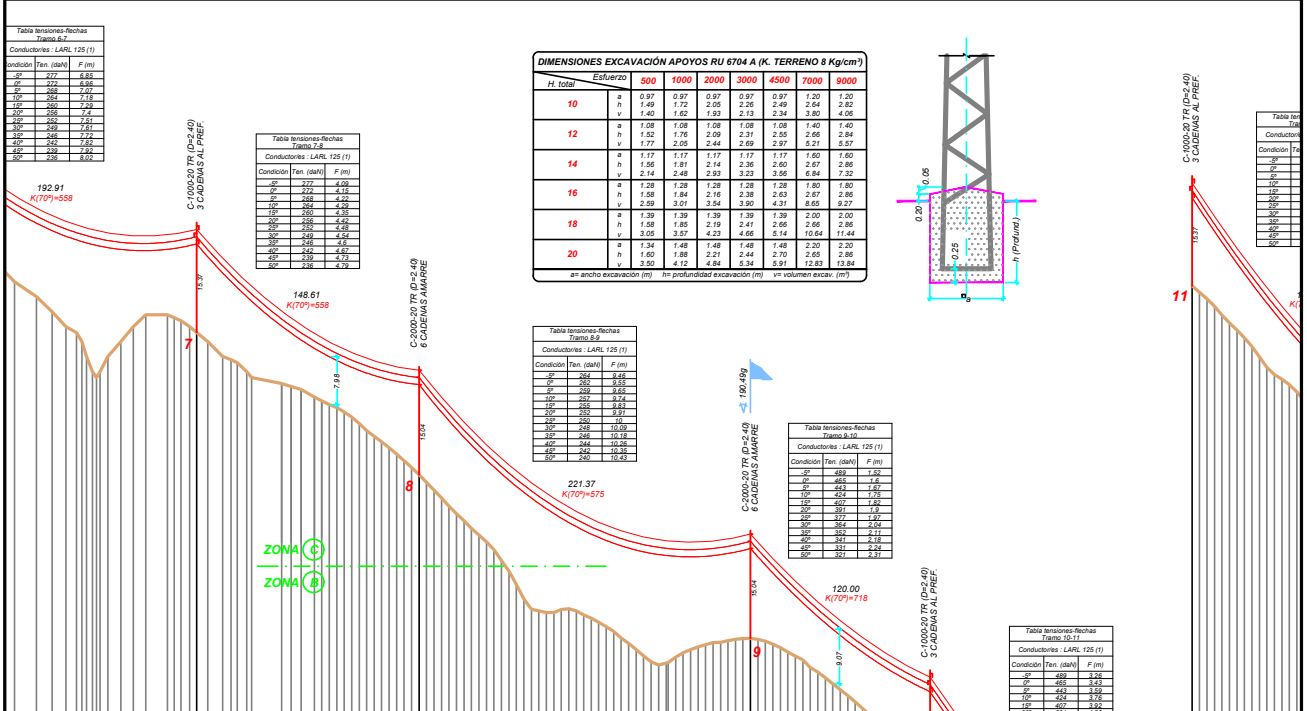 Tabla tensiones-flechas
Tramo 6-7
Conductor/es : LARL 125 (1)
Condición Ten. (daN) F (m)
-5º 277 6,85
0º 272 6,96
5º 268 7,07
10º 264 7,18
15º 260 7,29
20º 256 7,4
25º 252 7,51
30º 249 7,61
35º 246 7,72
40º 242 7,82
45º 239 7,92
50º 236 8,02
192.91
K(70º)=558
C-1000-20 TR (D=2.40)
3 CADENAS AL PREF.
15.37
7
Tabla tensiones-flechas
Tramo 7-8
Conductor/es : LARL 125 (1)
Condición Ten. (daN) F (m)
-5º 277 4,09
0º 272 4,15
5º 268 4,22
10º 264 4,29
15º 260 4,35
20º 256 4,42
25º 252 4,48
30º 249 4,54
35º 246 4,6
40º 242 4,67
45º 239 4,73
50º 236 4,79
148.61
K(70º)=558
7.98
C-2000-20 TR (D=2.40)
6 CADENAS AMARRE
15.04
8
DIMENSIONES EXCAVACIÓN APOYOS RU 6704 A (K. TERRENO 8 Kg/cm³)
H. total Esfuerzo 500 1000 2000 3000 4500 7000 9000
10 a 0.97 0.97 0.97 0.97 0.97 1.20 1.20
h 1.49 1.72 2.05 2.26 2.49 2.64 2.82
v 1.40 1.62 1.93 2.13 2.34 3.80 4.06
12 a 1.08 1.08 1.08 1.08 1.08 1.40 1.40
h 1.52 1.76 2.09 2.31 2.55 2.66 2.84
v 1.77 2.05 2.44 2.69 2.97 5.21 5.57
14 a 1.17 1.17 1.17 1.17 1.17 1.60 1.60
h 1.56 1.81 2.14 2.36 2.60 2.67 2.86
v 2.14 2.48 2.93 3.23 3.56 6.84 7.32
16 a 1.28 1.28 1.28 1.28 1.28 1.80 1.80
h 1.58 1.84 2.16 2.38 2.63 2.67 2.86
v 2.59 3.01 3.54 3.90 4.31 8.65 9.27
18 a 1.39 1.39 1.39 1.39 1.39 2.00 2.00
h 1.58 1.85 2.19 2.41 2.66 2.66 2.86
v 3.05 3.57 4.23 4.66 5.14 10.64 11.44
20 a 1.34 1.48 1.48 1.48 1.48 2.20 2.20
h 1.60 1.88 2.21 2.44 2.70 2.65 2.86
v 3.50 4.12 4.84 5.34 5.91 12.83 13.84
a= ancho excavación (m) h= profundidad excavación (m) v= volumen excav. (m³)
0.05
0.20
0.25
h (Profund.)
a
Tabla tensiones-flechas
Tramo 8-9
Conductor/es : LARL 125 (1)
Condición Ten. (daN) F (m)
-5º 264 9,46
0º 262 9,55
5º 259 9,65
10º 257 9,74
15º 255 9,83
20º 252 9,91
25º 250 10
30º 248 10,09
35º 246 10,18
40º 244 10,26
45º 242 10,35
50º 240 10,43
221.37
K(70º)=575
ZONA C
ZONA B
190,49g
C-2000-20 TR (D=2.40)
6 CADENAS AMARRE
15.04
9
Tabla tensiones-flechas
Tramo 9-10
Conductor/es : LARL 125 (1)
Condición Ten. (daN) F (m)
-5º 489 1,52
0º 465 1,6
5º 443 1,67
10º 424 1,75
15º 407 1,82
20º 391 1,9
25º 377 1,97
30º 364 2,04
35º 352 2,11
40º 341 2,18
45º 331 2,24
50º 321 2,31
120.00
K(70º)=718
9.07
C-1000-20 TR (D=2.40)
3 CADENAS AL PREF.
Tabla tensiones-flechas
Tramo 10-11
Conductor/es : LARL 125 (1)
Condición Ten. (daN) F (m)
-5º 489 3,26
0º 465 3,43
5º 443 3,59
10º 424 3,76
15º 407 3,92
C-1000-20 TR (D=2.40)
3 CADENAS AL PREF.
15.37
11
Tabla ten
Tra
Conductor/e
Condición Te
-5º
0º
5º
10º
15º
20º
25º
30º
35º
40º
45º
50º